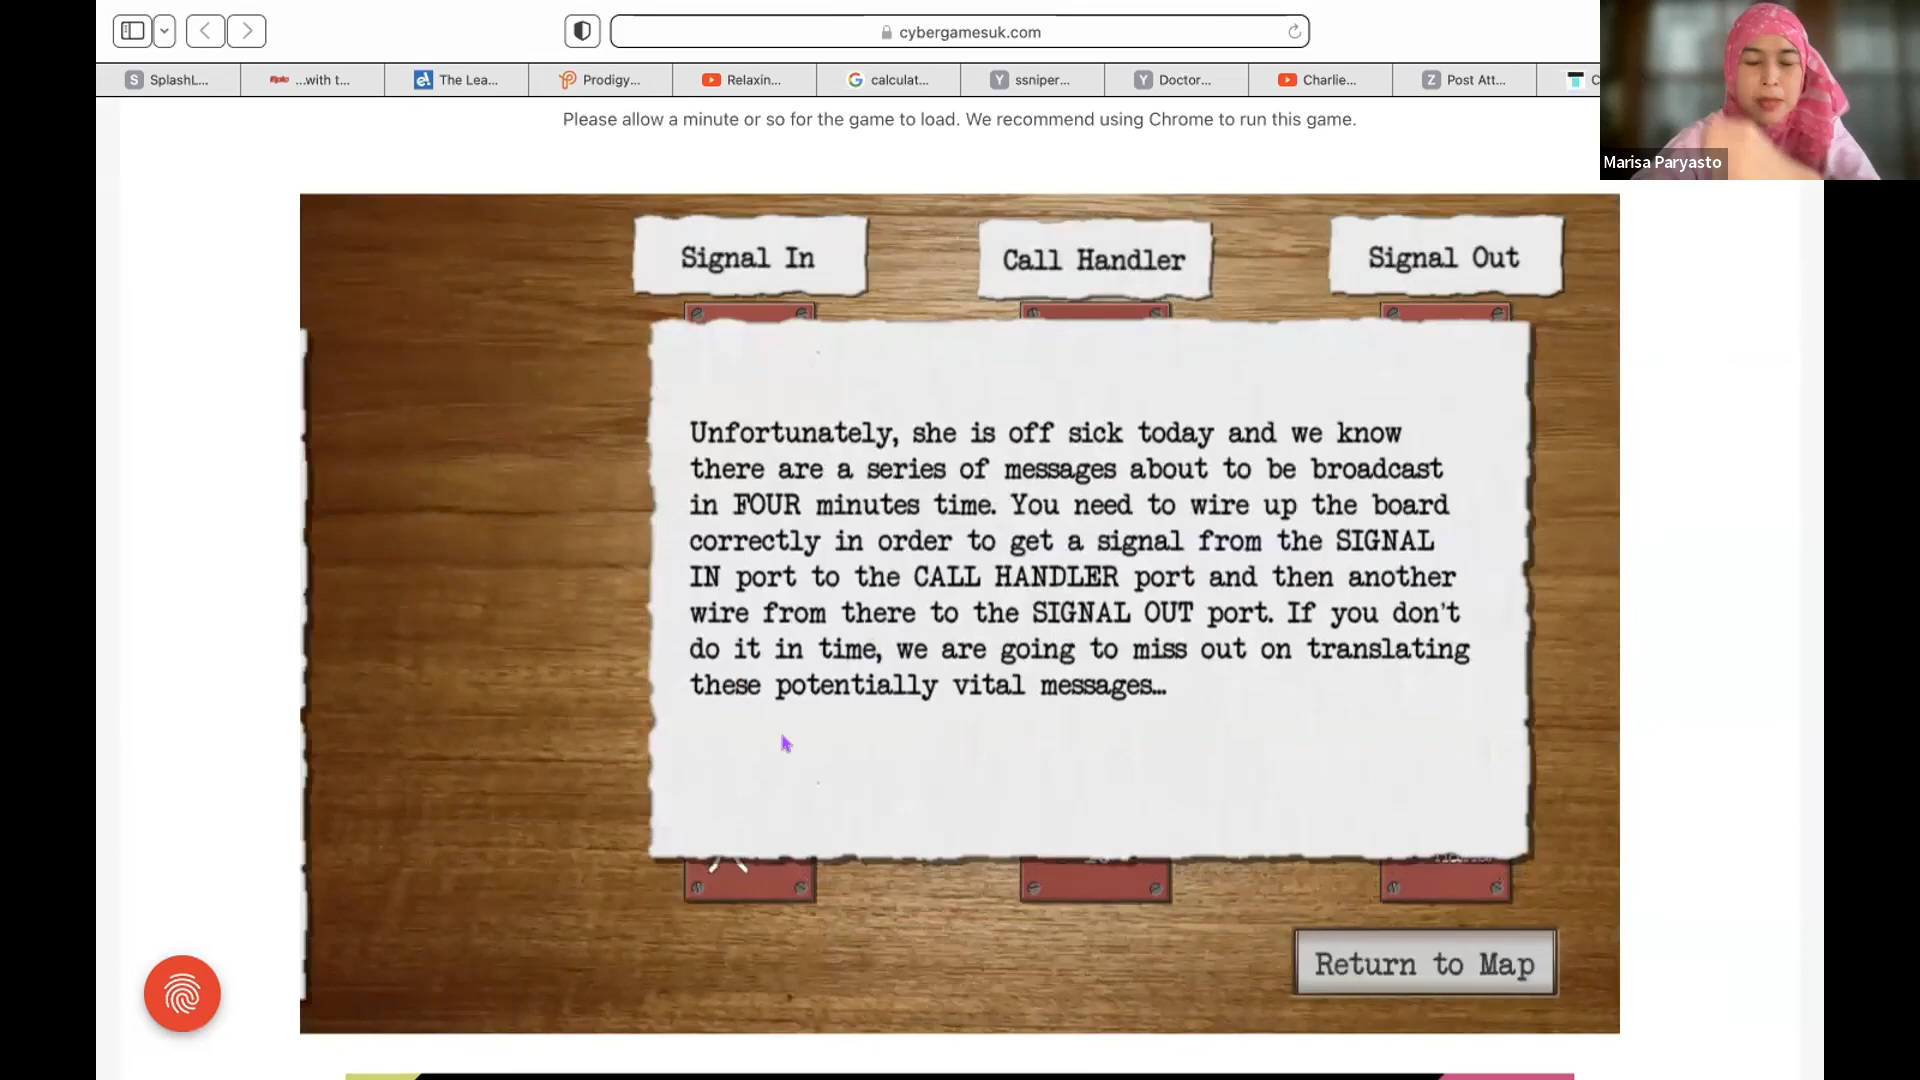 cybergamesuk.com
S SplashL...
...with t...
The Lea...
Prodigy...
Relaxin...
G calculat...
Y ssniper...
Y Doctor...
Charlie...
Z Post Att...
C
Please allow a minute or so for the game to load. We recommend using Chrome to run this game.
Marisa Paryasto
Signal In
Call Handler
Signal Out
Unfortunately, she is off sick today and we know
there are a series of messages about to be broadcast
in FOUR minutes time. You need to wire up the board
correctly in order to get a signal from the SIGNAL
IN port to the CALL HANDLER port and then another
wire from there to the SIGNAL OUT port. If you don't
do it in time, we are going to miss out on translating
these potentially vital messages...
Return to Map